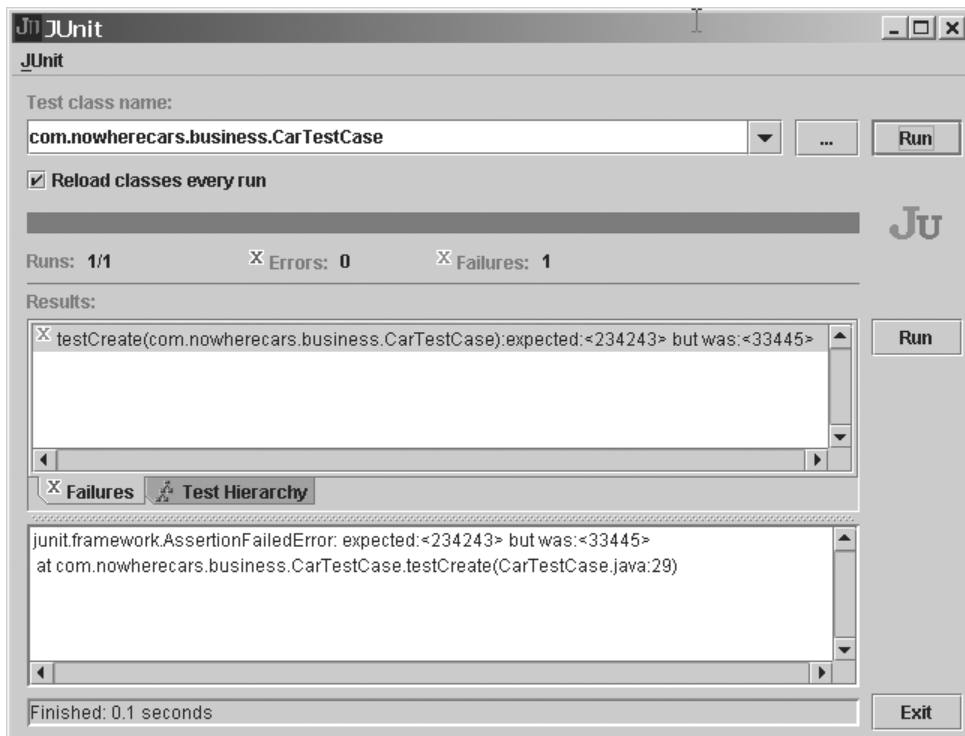 JU JUnit
JUnit
Test class name:
com.nowherecars.business.CarTestCase
... Run
Reload classes every run
JU
Runs: 1/1 X Errors: 0 X Failures: 1
Results:
X testCreate(com.nowherecars.business.CarTestCase):expected:<234243> but was:<33445>
Run
X Failures Test Hierarchy
junit.framework.AssertionFailedError: expected:<234243> but was:<33445>
at com.nowherecars.business.CarTestCase.testCreate(CarTestCase.java:29)
Finished: 0.1 seconds
Exit